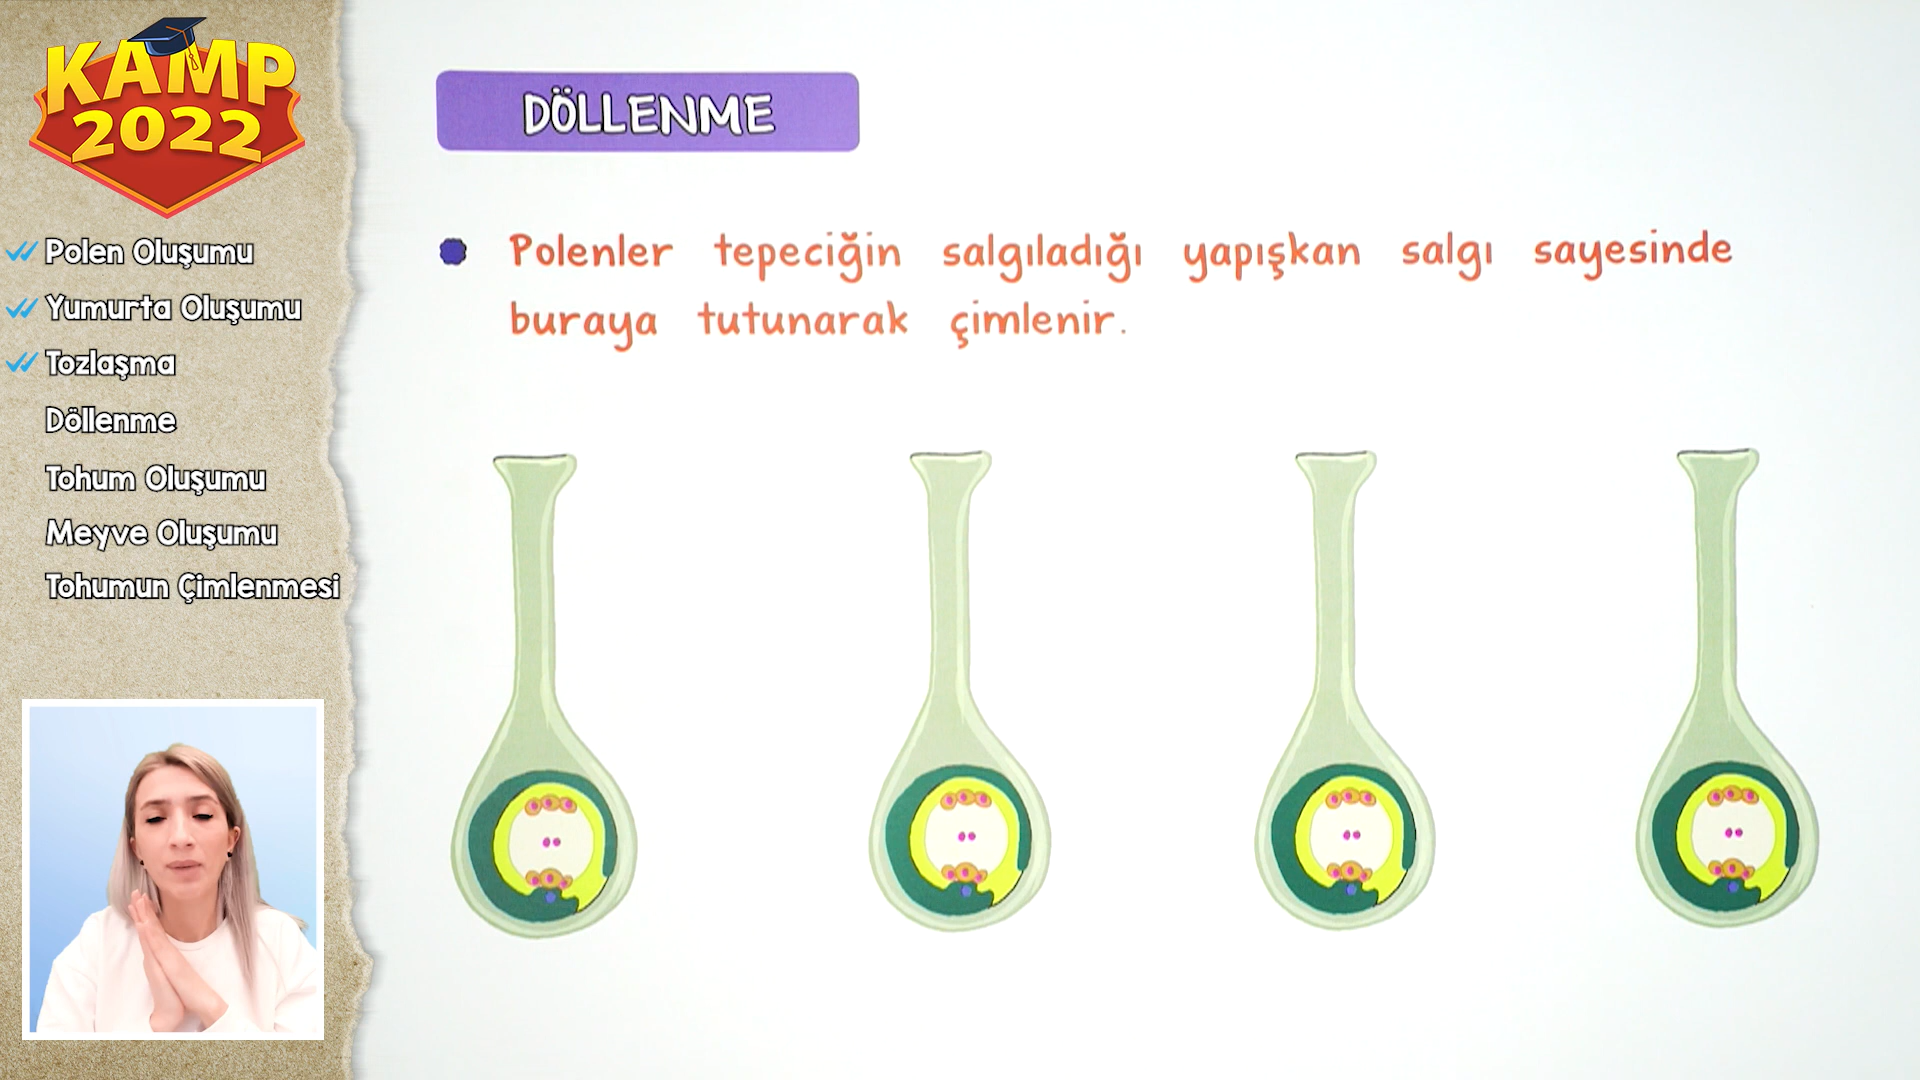 KAMP
2022
Polen Oluşumu
Yumurta Oluşumu
Tozlaşma
Döllenme
Tohum Oluşumu
Meyve Oluşumu
Tohumun Çimlenmesi
DÖLLENME
Polenler tepeciğin salgıladığı yapışkan salgı sayesinde
buraya tutunarak çimlenir.